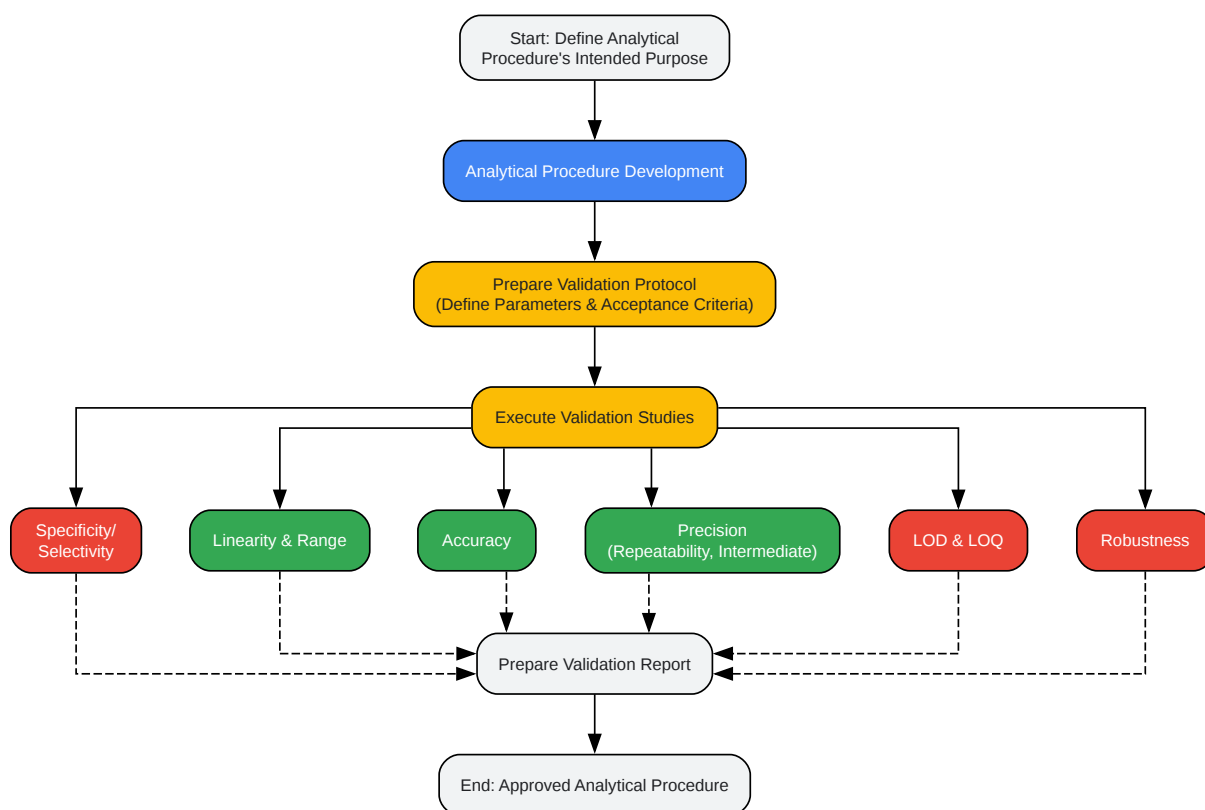 Start: Define Analytical
Procedure's Intended Purpose
Analytical Procedure Development
Prepare Validation Protocol
(Define Parameters & Acceptance Criteria)
Execute Validation Studies
Specificity/
Selectivity
Linearity & Range
Accuracy
Precision
(Repeatability, Intermediate)
LOD & LOQ
Robustness
Prepare Validation Report
End: Approved Analytical Procedure